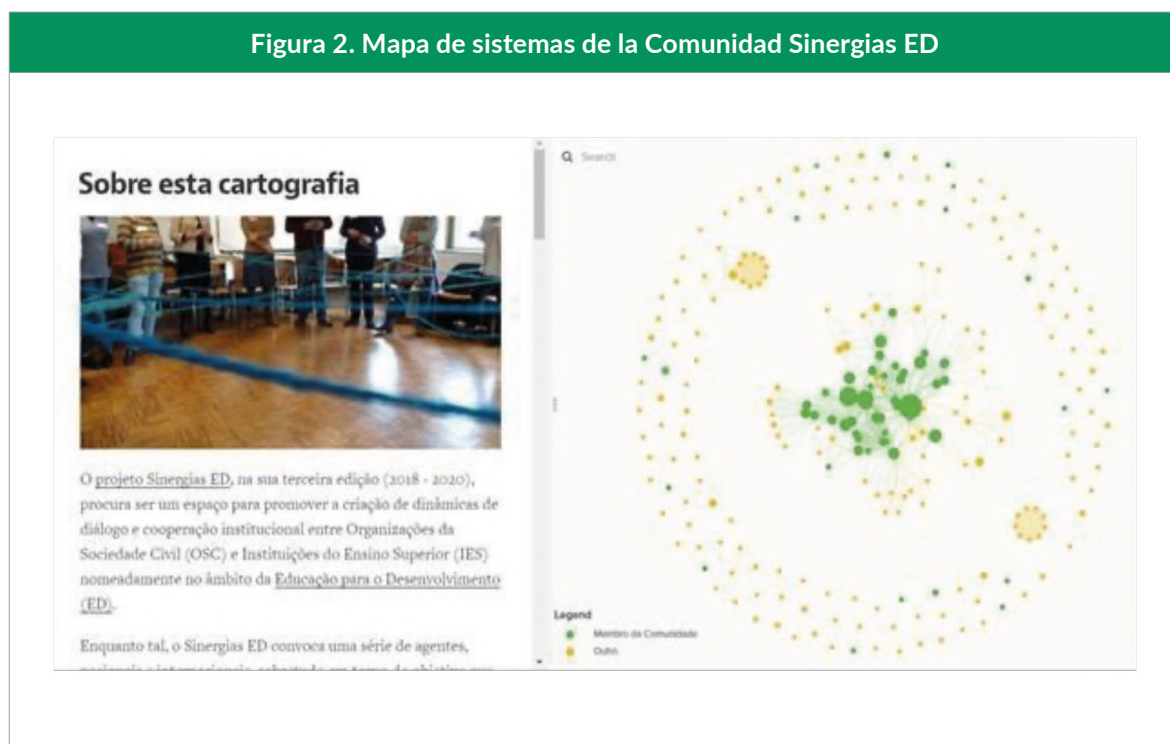 Figura 2. Mapa de sistemas de la Comunidad Sinergias ED
Sobre esta cartografia
O projeto Sinergias ED, na sua terceira edição (2018 - 2020),
procura ser um espaço para promover a criação de dinâmicas de
diálogo e cooperação institucional entre Organizações da
Sociedade Civil (OSC) e Instituições do Ensino Superior (IES)
nomeadamente no âmbito da Educação para o Desenvolvimento
(ED).
Enquanto tal, o Sinergias ED convoca uma série de agentes,
Search
Legend
Membro da Comunidade